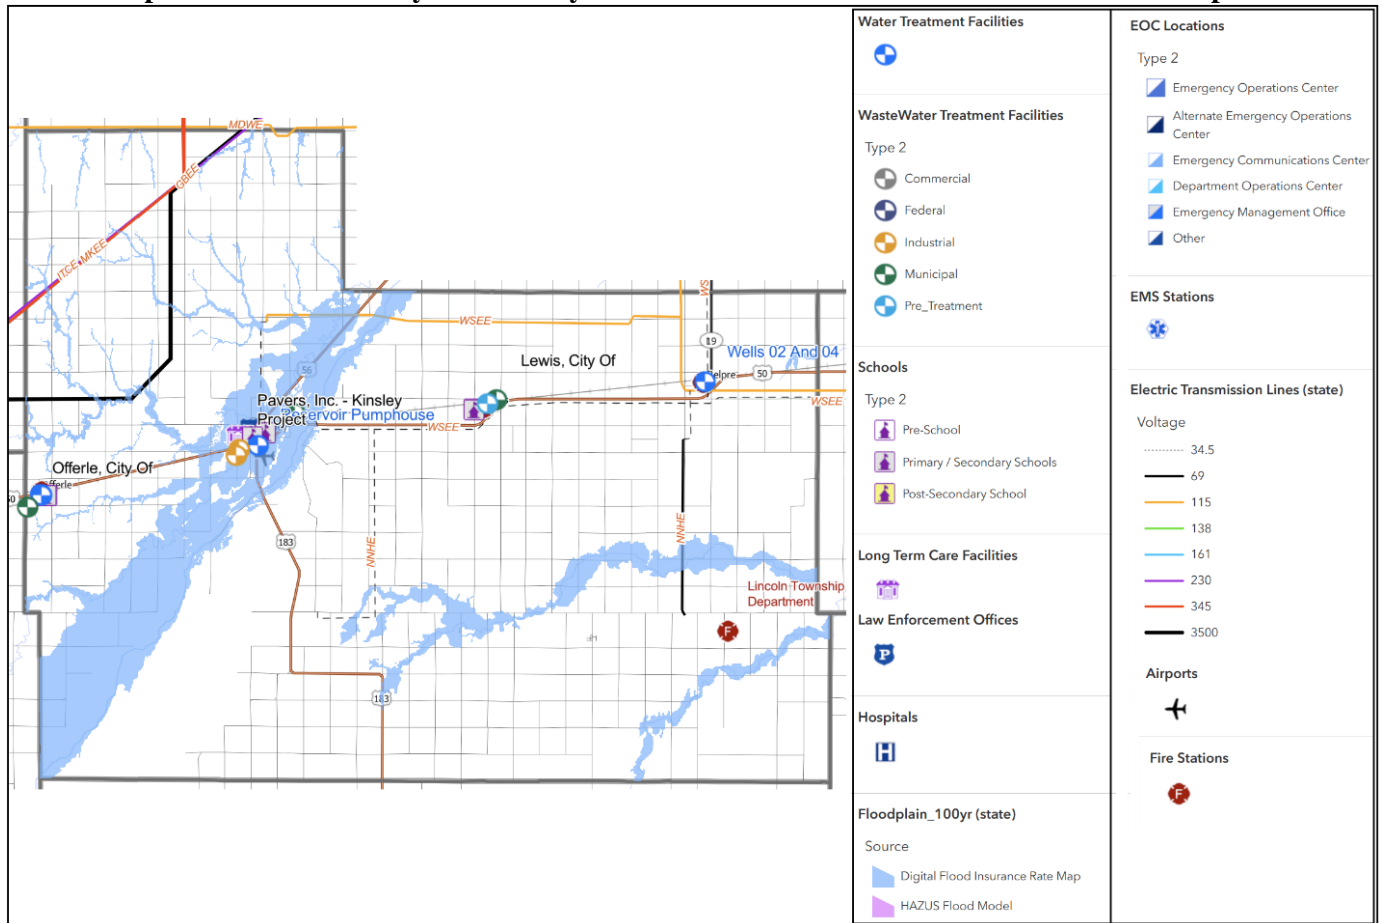 MDWE
GBEE
ITCE, MKEE
WSEE
WS
19
Wells 02 And 04
56
Lewis, City Of
elpre
50
Pavers, Inc. - Kinsley
Project
ervoir Pumphouse
WSEE
WSEE
Offerle, City Of
fferle
50
183
NNHE
NNHE
Lincoln Township
Department
F
183
Water Treatment Facilities
WasteWater Treatment Facilities
Type 2
Commercial
Federal
Industrial
Municipal
Pre_Treatment
Schools
Type 2
Pre-School
Primary / Secondary Schools
Post-Secondary School
Long Term Care Facilities
Law Enforcement Offices
P
Hospitals
H
Floodplain_100yr (state)
Source
Digital Flood Insurance Rate Map
HAZUS Flood Model
EOC Locations
Type 2
Emergency Operations Center
Alternate Emergency Operations
Center
Emergency Communications Center
Department Operations Center
Emergency Management Office
Other
EMS Stations
Electric Transmission Lines (state)
Voltage
34.5
69
115
138
161
230
345
3500
Airports
Fire Stations
F